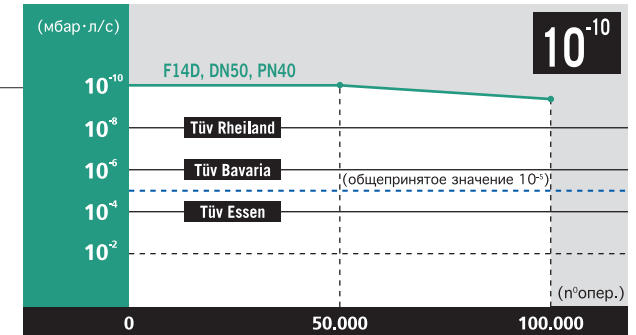 (мбар·л/с)
10⁻¹⁰
F14D, DN50, PN40
10⁻¹⁰
10⁻⁸
Tüv Rheiland
10⁻⁶
Tüv Bavaria
(общепринятое значение 10⁻⁵)
10⁻⁴
Tüv Essen
10⁻²
(n⁰опер.)
0 50.000 100.000